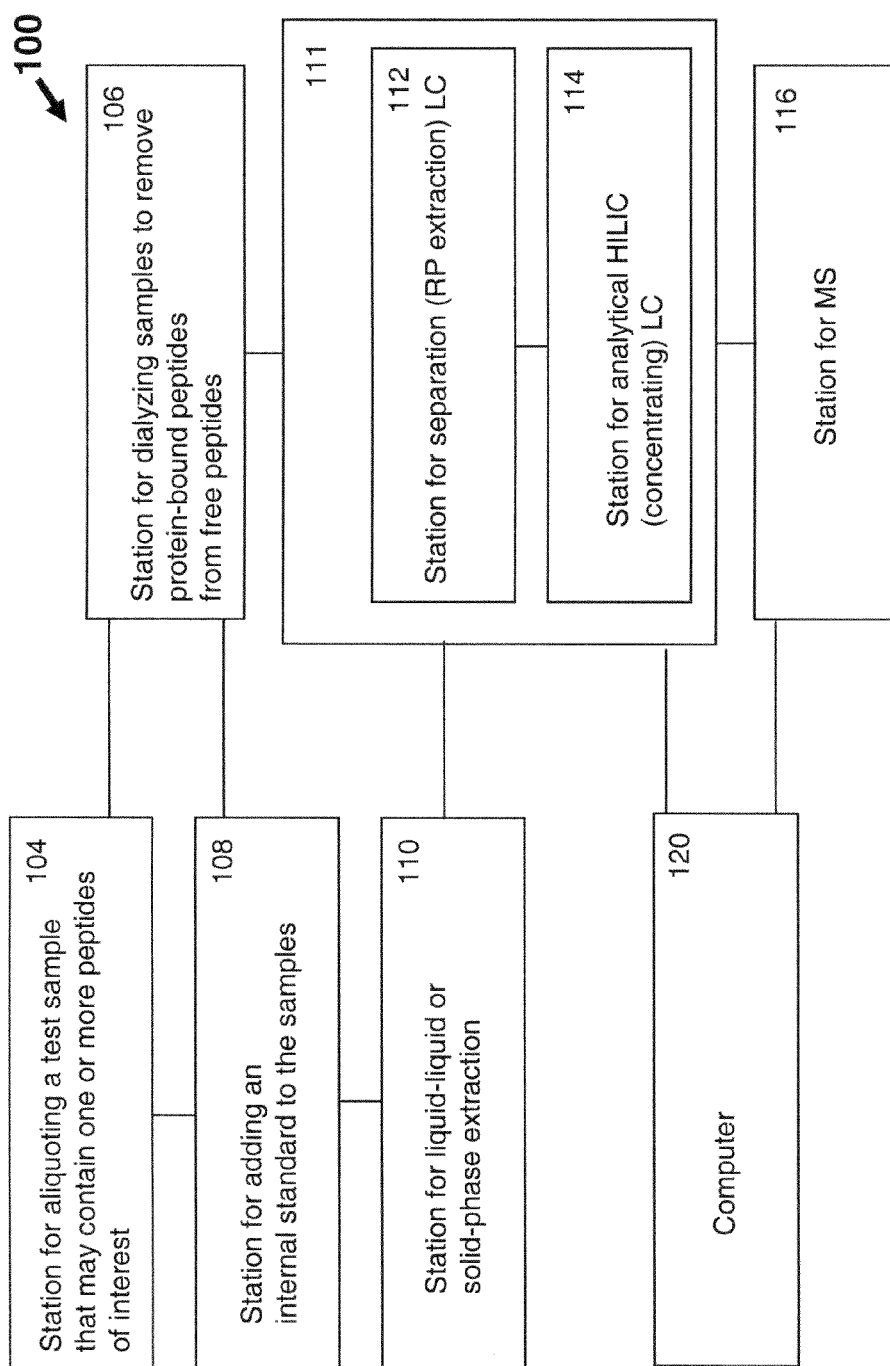 100
104
Station for aliquoting a test sample
that may contain one or more peptides
of interest
106
Station for dialyzing samples to remove
protein-bound peptides
from free peptides
108
Station for adding an
internal standard to the samples
110
Station for liquid-liquid or
solid-phase extraction
111
112
Station for separation (RP extraction) LC
114
Station for analytical HILIC
(concentrating) LC
120
Computer
116
Station for MS